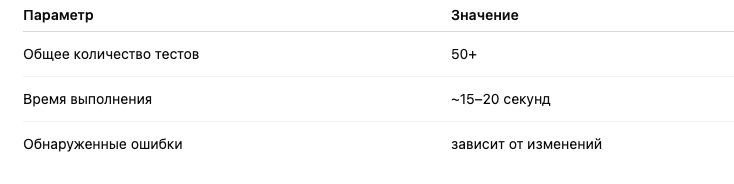 Параметр Значение
Общее количество тестов 50+
Время выполнения ~15–20 секунд
Обнаруженные ошибки зависит от изменений